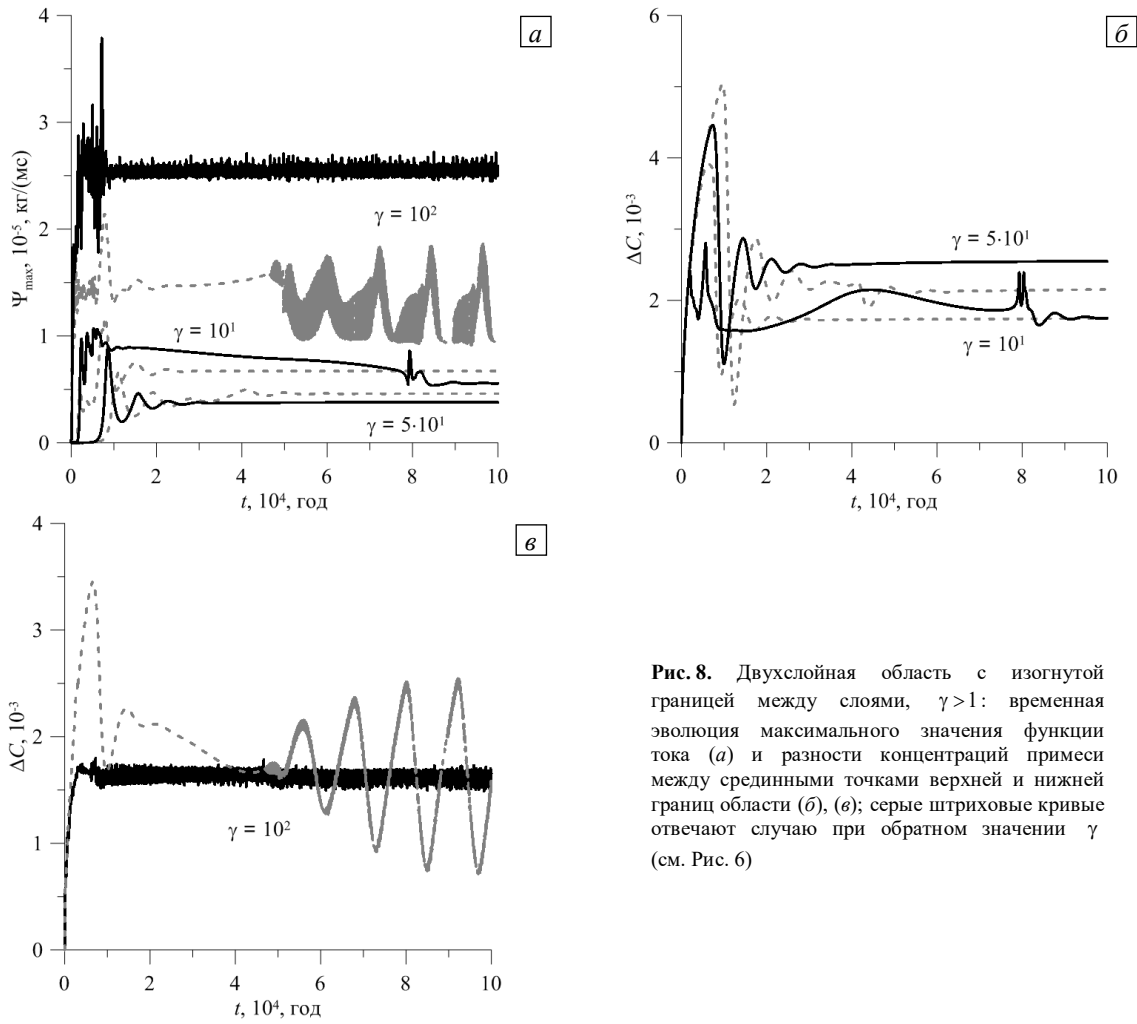 а
4
3
2
1
0
Ψmax, 10⁻⁵, кг/(мс)
γ = 10²
γ = 10¹
γ = 5·10¹
0 2 4 6 8 10
t, 10⁴, год
б
6
4
2
0
ΔC, 10⁻³
γ = 5·10¹
γ = 10¹
0 2 4 6 8 10
t, 10⁴, год
в
4
3
2
1
0
ΔC, 10⁻³
γ = 10²
0 2 4 6 8 10
t, 10⁴, год
Рис. 8. Двухслойная область с изогнутой
границей между слоями, γ > 1: временная
эволюция максимального значения функции
тока (а) и разности концентраций примеси
между срединными точками верхней и нижней
границ области (б), (в); серые штриховые кривые
отвечают случаю при обратном значении γ
(см. Рис. 6)